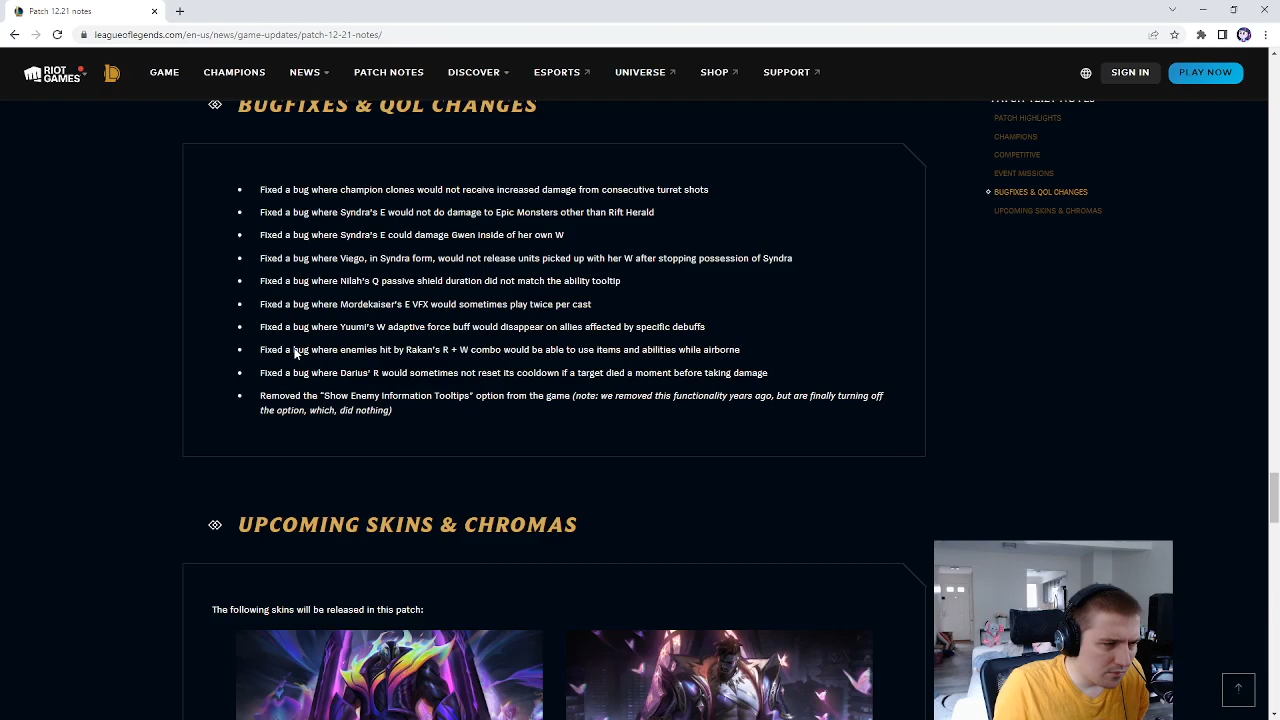 Patch 12.21 notes
leagueoflegends.com/en-us/news/game-updates/patch-12-21-notes/
RIOT GAMES
GAME
CHAMPIONS
NEWS
PATCH NOTES
DISCOVER
ESPORTS
UNIVERSE
SHOP
SUPPORT
SIGN IN
PLAY NOW
BUGFIXES & QOL CHANGES
Fixed a bug where champion clones would not receive increased damage from consecutive turret shots
Fixed a bug where Syndra's E would not do damage to Epic Monsters other than Rift Herald
Fixed a bug where Syndra's E could damage Gwen inside of her own W
Fixed a bug where Viego, in Syndra form, would not release units picked up with her W after stopping possession of Syndra
Fixed a bug where Nilah's Q passive shield duration did not match the ability tooltip
Fixed a bug where Mordekaiser's E VFX would sometimes play twice per cast
Fixed a bug where Yuumi's W adaptive force buff would disappear on allies affected by specific debuffs
Fixed a bug where enemies hit by Rakan's R + W combo would be able to use items and abilities while airborne
Fixed a bug where Darius' R would sometimes not reset its cooldown if a target died a moment before taking damage
Removed the "Show Enemy Information Tooltips" option from the game (note: we removed this functionality years ago, but are finally turning off
the option, which, did nothing)
PATCH 12.21 NOTES
PATCH HIGHLIGHTS
CHAMPIONS
COMPETITIVE
EVENT MISSIONS
BUGFIXES & QOL CHANGES
UPCOMING SKINS & CHROMAS
UPCOMING SKINS & CHROMAS
The following skins will be released in this patch: